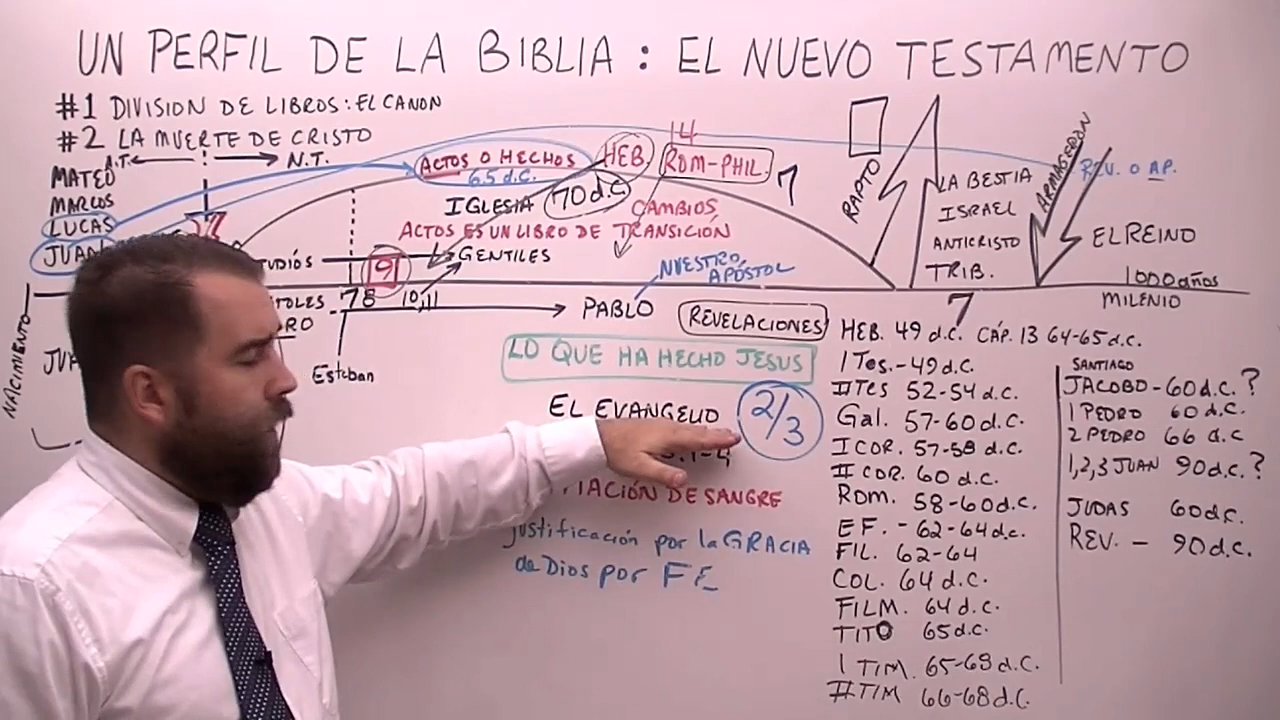 UN PERFIL DE LA BIBLIA : EL NUEVO TESTAMENTO
#1 DIVISION DE LIBROS: EL CANON
#2 LA MUERTE DE CRISTO
A.T. N.T.
MATEO
MARCOS
LUCAS
JUAN
ACTOS O HECHOS
65 d.C.
HEB.
14
ROM-PHIL.
7
IGLESIA
70 d.C
CAMBIOS
ACTOS ES UN LIBRO DE TRANSICIÓN
GENTILES
9
78
10,11
Esteban
PABLO
NUESTRO APÓSTOL
RAPTO
LA BESTIA
ISRAEL
ANTICRISTO
TRIB.
7
ARMAGEDÓN
REV. O AP.
EL REINO
1000 años
MILENIO
NACIMIENTO
REVELACIONES
LO QUE HA HECHO JESUS
EL EVANGELIO
2/3
DE SANGRE
justificación por la GRACIA
de Dios por FE
HEB. 49 d.C. CÁP. 13 64-65 d.C.
I Tes. - 49 d.C.
II Tes 52-54 d.C.
Gal. 57-60 d.C.
I COR. 57-58 d.C.
II COR. 60 d.C.
ROM. 58-60 d.C.
EF. - 62-64 d.C.
FIL. 62-64
COL. 64 d.C.
FILM. 64 d.C.
TITO 65 d.C.
I TIM. 65-68 d.C.
II TIM 66-68 d.C.
SANTIAGO
JACOBO - 60 d.C. ?
1 PEDRO 60 d.C.
2 PEDRO 66 d.C
1,2,3 JUAN 90 d.C. ?
JUDAS 60 d.C.
REV. - 90 d.C.